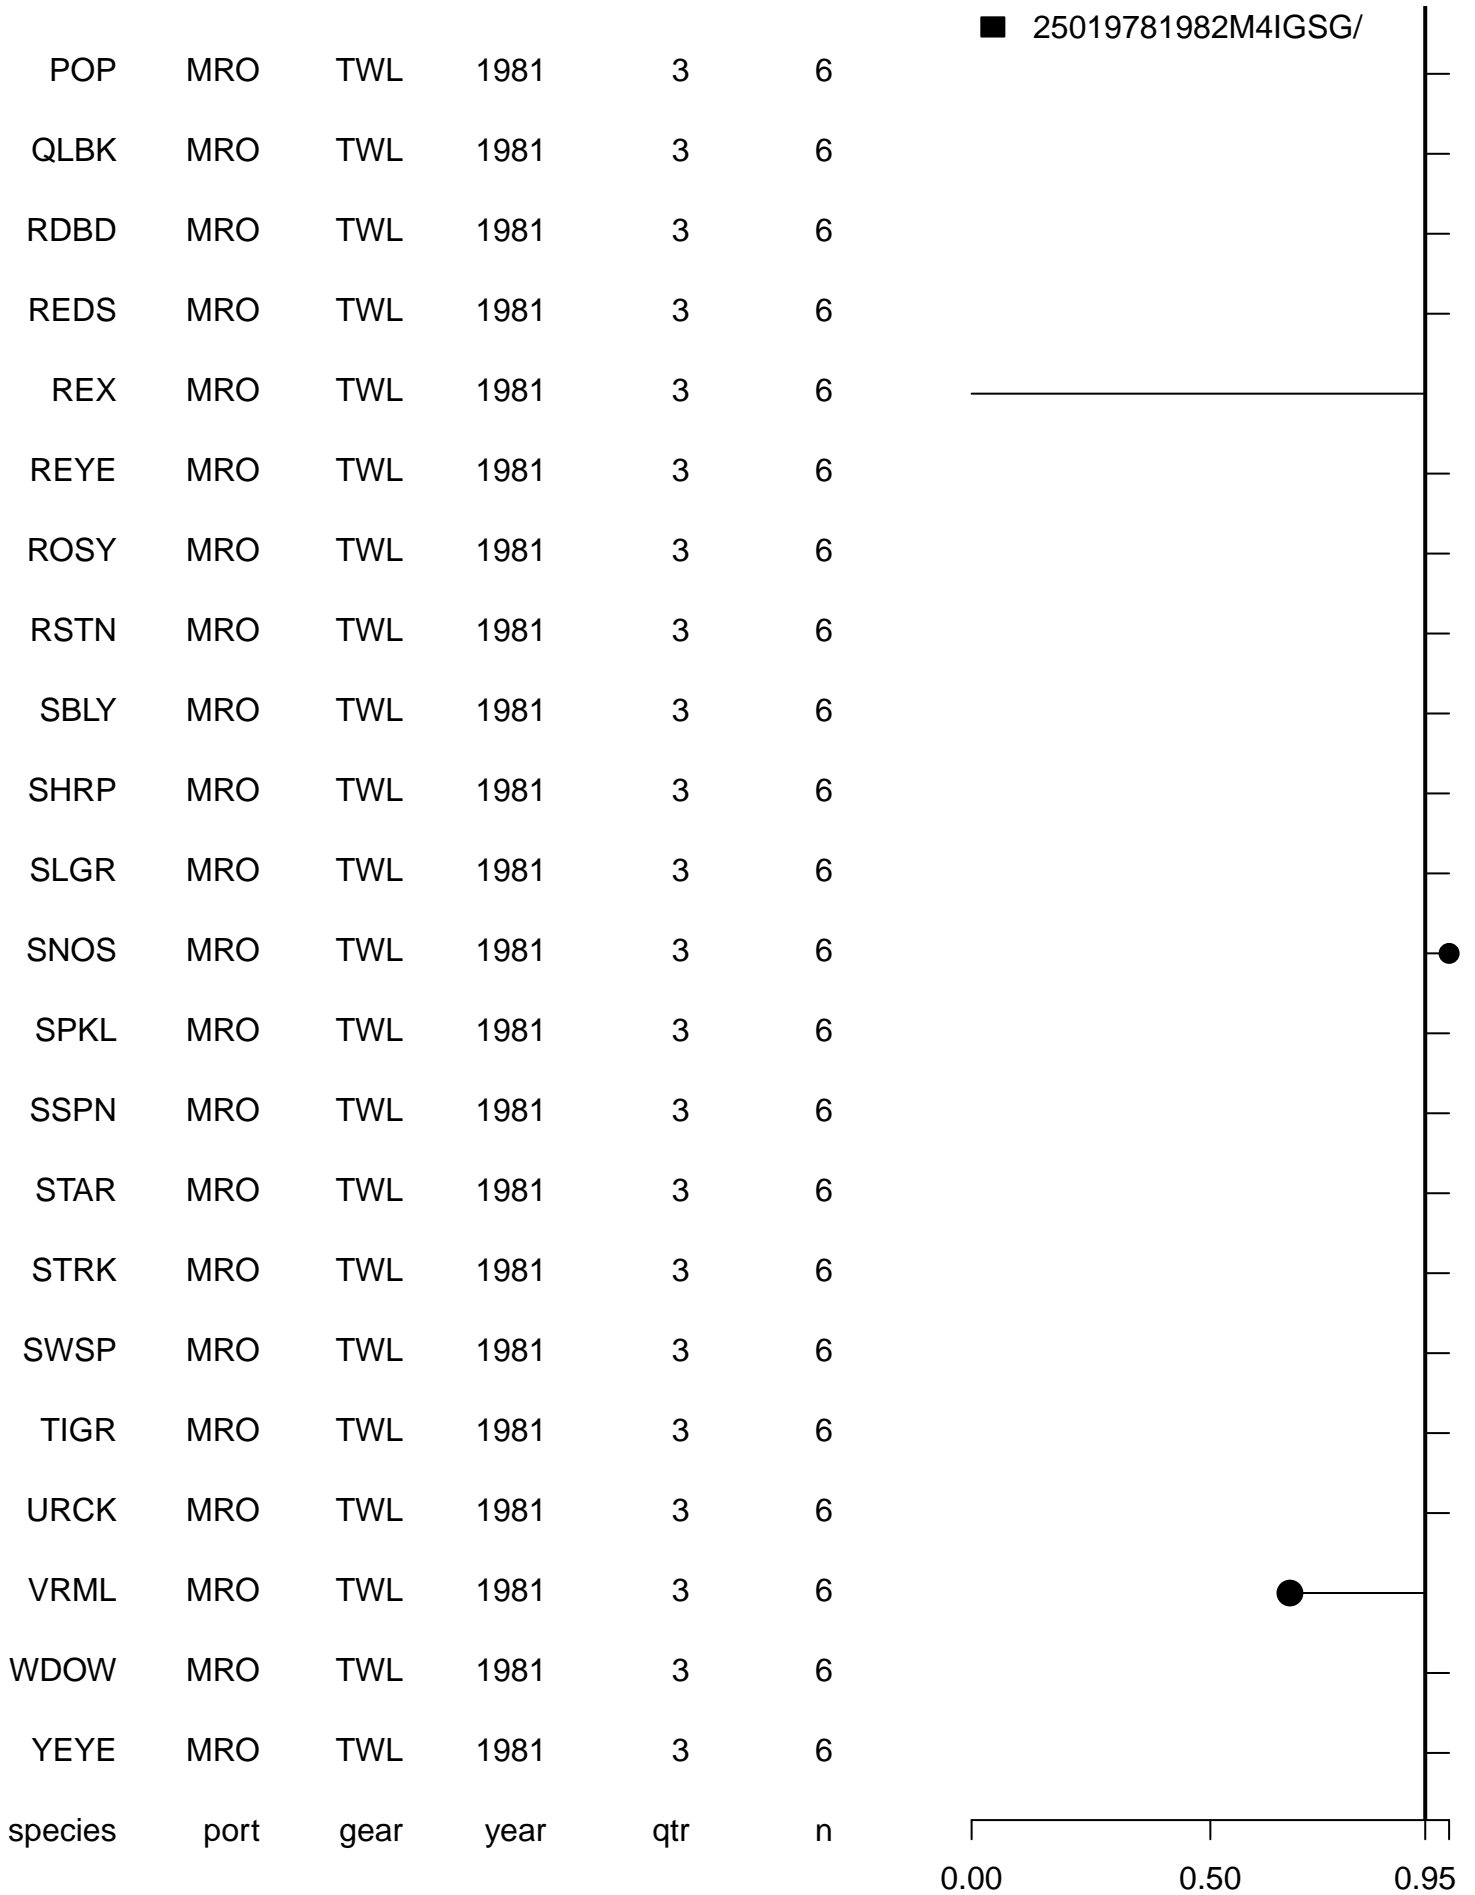 25019781982M4IGSG/
POP MRO TWL 1981 3 6
QLBK MRO TWL 1981 3 6
RDBD MRO TWL 1981 3 6
REDS MRO TWL 1981 3 6
REX MRO TWL 1981 3 6
REYE MRO TWL 1981 3 6
ROSY MRO TWL 1981 3 6
RSTN MRO TWL 1981 3 6
SBLY MRO TWL 1981 3 6
SHRP MRO TWL 1981 3 6
SLGR MRO TWL 1981 3 6
SNOS MRO TWL 1981 3 6
SPKL MRO TWL 1981 3 6
SSPN MRO TWL 1981 3 6
STAR MRO TWL 1981 3 6
STRK MRO TWL 1981 3 6
SWSP MRO TWL 1981 3 6
TIGR MRO TWL 1981 3 6
URCK MRO TWL 1981 3 6
VRML MRO TWL 1981 3 6
WDOW MRO TWL 1981 3 6
YEYE MRO TWL 1981 3 6
species port gear year qtr n
0.00 0.50 0.95